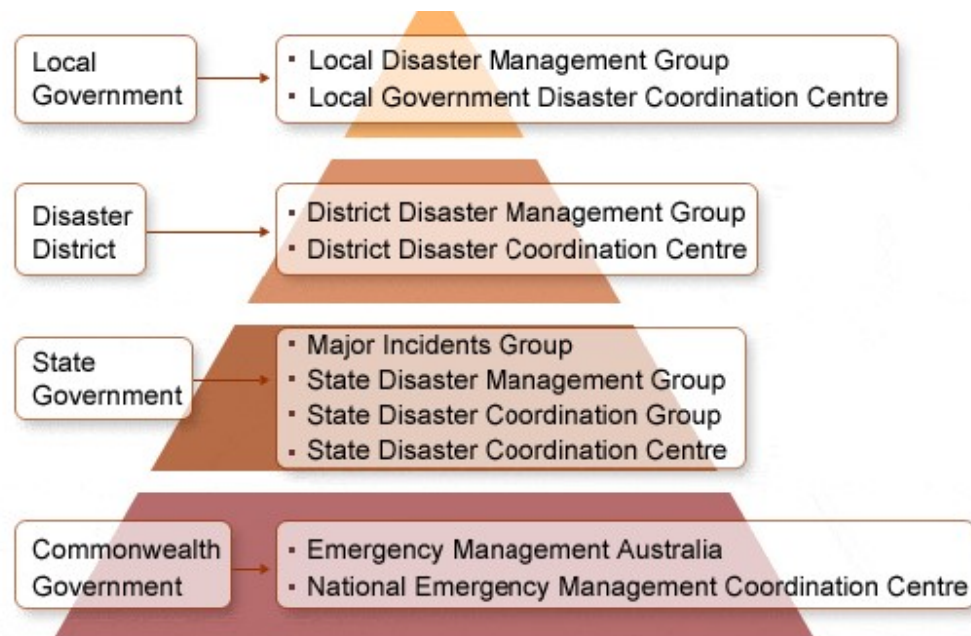 Local
Government
▪ Local Disaster Management Group
▪ Local Government Disaster Coordination Centre
Disaster
District
▪ District Disaster Management Group
▪ District Disaster Coordination Centre
State
Government
▪ Major Incidents Group
▪ State Disaster Management Group
▪ State Disaster Coordination Group
▪ State Disaster Coordination Centre
Commonwealth
Government
▪ Emergency Management Australia
▪ National Emergency Management Coordination Centre